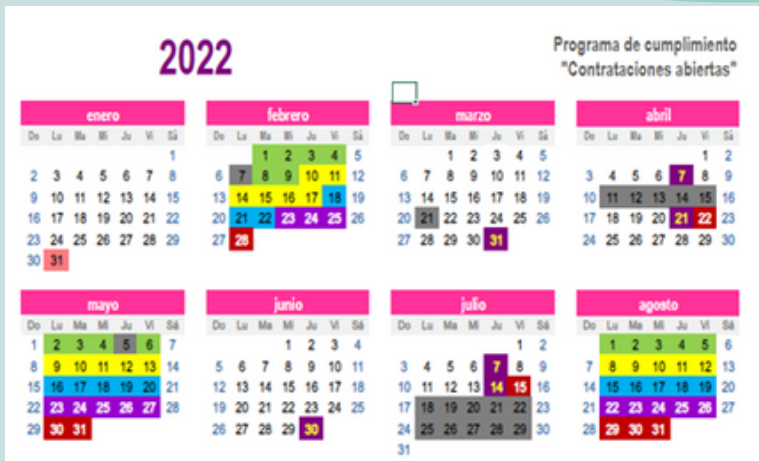 2022
Programa de cumplimiento
"Contrataciones abiertas"
enero
Do Lu Ma Mi Ju Vi Sá
1
2 3 4 5 6 7 8
9 10 11 12 13 14 15
16 17 18 19 20 21 22
23 24 25 26 27 28 29
30 31
febrero
Do Lu Ma Mi Ju Vi Sá
1 2 3 4 5
6 7 8 9 10 11 12
13 14 15 16 17 18 19
20 21 22 23 24 25 26
27 28
marzo
Do Lu Ma Mi Ju Vi Sá
1 2 3 4 5
6 7 8 9 10 11 12
13 14 15 16 17 18 19
20 21 22 23 24 25 26
27 28 29 30 31
abril
Do Lu Ma Mi Ju Vi Sá
1 2
3 4 5 6 7 8 9
10 11 12 13 14 15 16
17 18 19 20 21 22 23
24 25 26 27 28 29 30
mayo
Do Lu Ma Mi Ju Vi Sá
1 2 3 4 5 6 7
8 9 10 11 12 13 14
15 16 17 18 19 20 21
22 23 24 25 26 27 28
29 30 31
junio
Do Lu Ma Mi Ju Vi Sá
1 2 3 4
5 6 7 8 9 10 11
12 13 14 15 16 17 18
19 20 21 22 23 24 25
26 27 28 29 30
julio
Do Lu Ma Mi Ju Vi Sá
1 2
3 4 5 6 7 8 9
10 11 12 13 14 15 16
17 18 19 20 21 22 23
24 25 26 27 28 29 30
31
agosto
Do Lu Ma Mi Ju Vi Sá
1 2 3 4 5 6
7 8 9 10 11 12 13
14 15 16 17 18 19 20
21 22 23 24 25 26 27
28 29 30 31